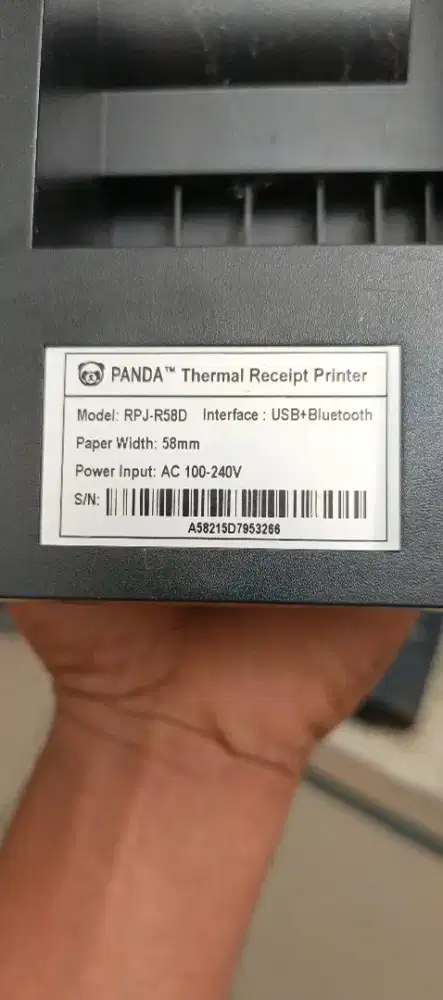 PANDA™ Thermal Receipt Printer
Model: RPJ-R58D Interface : USB+Bluetooth
Paper Width: 58mm
Power Input: AC 100-240V
S/N:
A58215D7953266